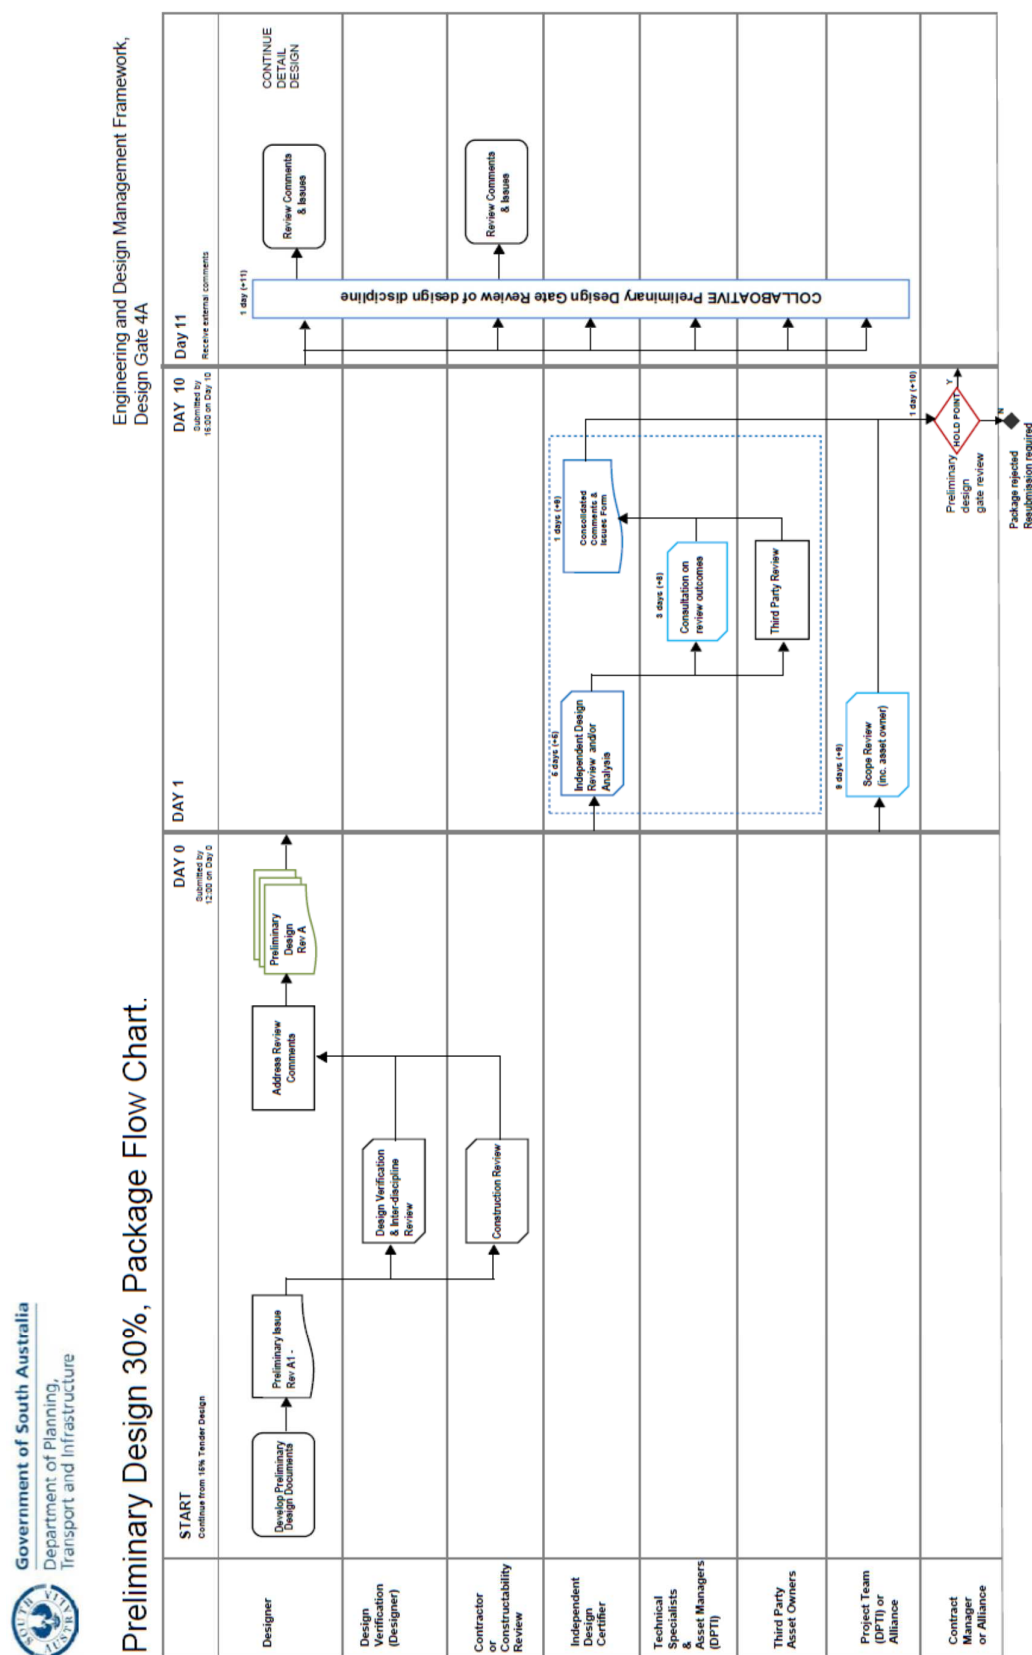 SOUTH AUSTRALIA
Government of South Australia
Department of Planning,
Transport and Infrastructure
Preliminary Design 30%, Package Flow Chart.
Engineering and Design Management Framework,
Design Gate 4A
START
Continue from 15% Tender Design
DAY 0
Submitted by
12:00 on Day 0
DAY 1
DAY 10
Submitted by
16:00 on Day 10
Day 11
Receive external comments
Designer
Develop Preliminary
Design Documents
Preliminary Issue
Rev A1 -
Address Review
Comments
Preliminary
Design
Rev A
1 day (+11)
COLLABOATIVE Preliminary Design Gate Review of design discipline
Review Comments
& Issues
CONTINUE
DETAIL
DESIGN
Design
Verification
(Designer)
Design Verification
& Inter-discipline
Review
Contractor
or
Constructability
Review
Construction Review
Review Comments
& Issues
Independent
Design
Certifier
Independent Design
Review and/or
Analysis
1 days (+9)
Consolidated
Comments &
Issues Form
Technical
Specialists
&
Asset Managers
(DPTI)
3 days (+8)
Consultation on
review outcomes
Third Party
Asset Owners
Third Party Review
Project Team
(DPTI) or
Alliance
9 days (+9)
Scope Review
(inc. asset owner)
Contract
Manager
or Alliance
1 day (+10)
HOLD POINT
Y
N
Preliminary
design
gate review
Package rejected
Resubmission required